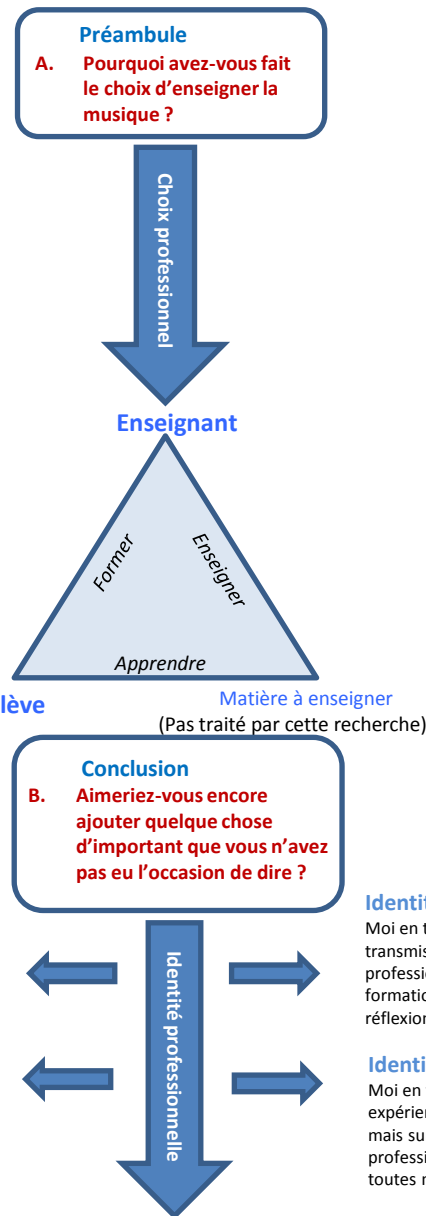 Préambule
A. Pourquoi avez-vous fait
le choix d'enseigner la
musique ?
Choix professionnel
Enseignant
Former
Enseigner
Apprendre
lève
Matière à enseigner
(Pas traité par cette recherche)
Conclusion
B. Aimeriez-vous encore
ajouter quelque chose
d'important que vous n'avez
pas eu l'occasion de dire ?
Identité professionnelle
Identit
Moi en t
transmis
professio
formatio
réflexion
Identi
Moi en
expérien
mais su
professi
toutes r